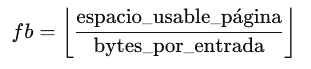 fb = ⌊ espacio_usable_página / bytes_por_entrada ⌋